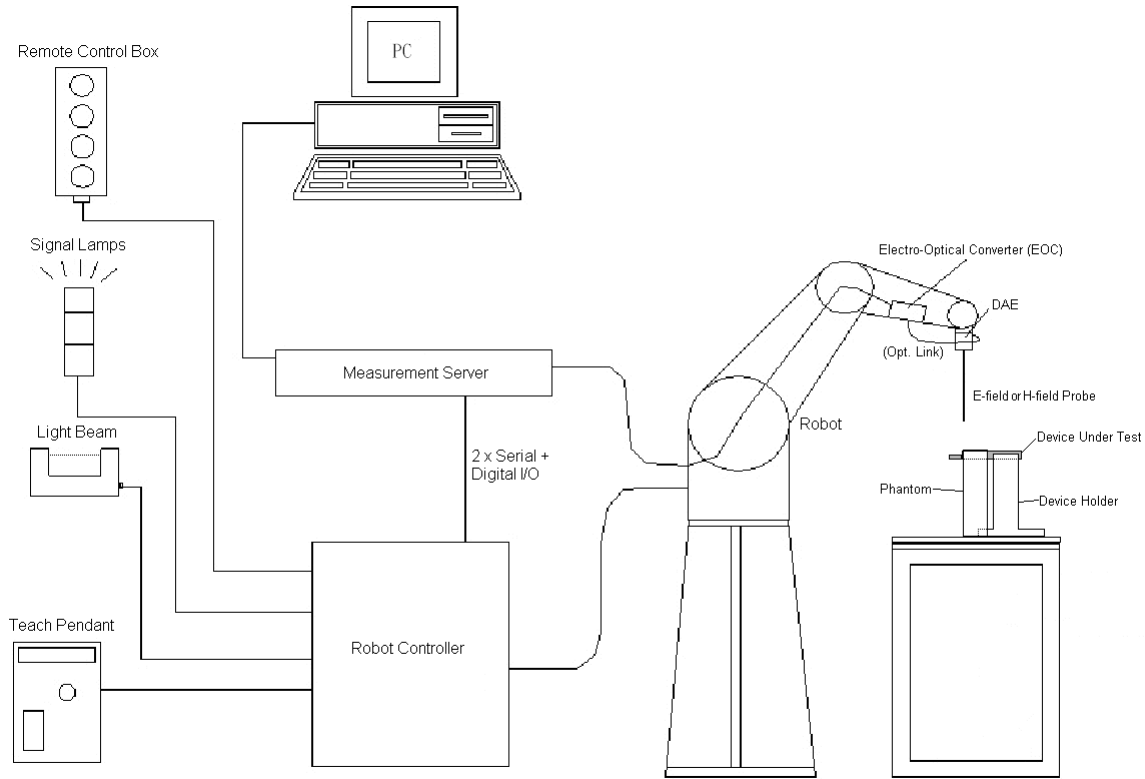 PC
Remote Control Box
Signal Lamps
Electro-Optical Converter (EOC)
DAE
(Opt. Link)
Measurement Server
E-field or H-field Probe
Robot
Light Beam
2 x Serial +
Digital I/O
Device Under Test
Phantom
Device Holder
Teach Pendant
Robot Controller